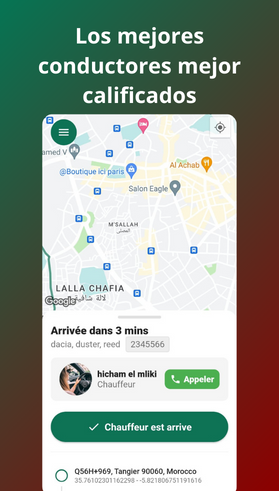 Los mejores
conductores mejor
calificados
amed V
Al Achab
@Boutique ici paris
Salon Eagle
M'SALLAH
المصلى
LALLA CHAFIA
لالة شافية
Google
Arrivée dans 3 mins
dacia, duster, reed 2345566
hicham el mliki
Chauffeur
Appeler
Chauffeur est arrive
Q56H+969, Tangier 90060, Morocco
35.76102301162298 - -5.821806751191616